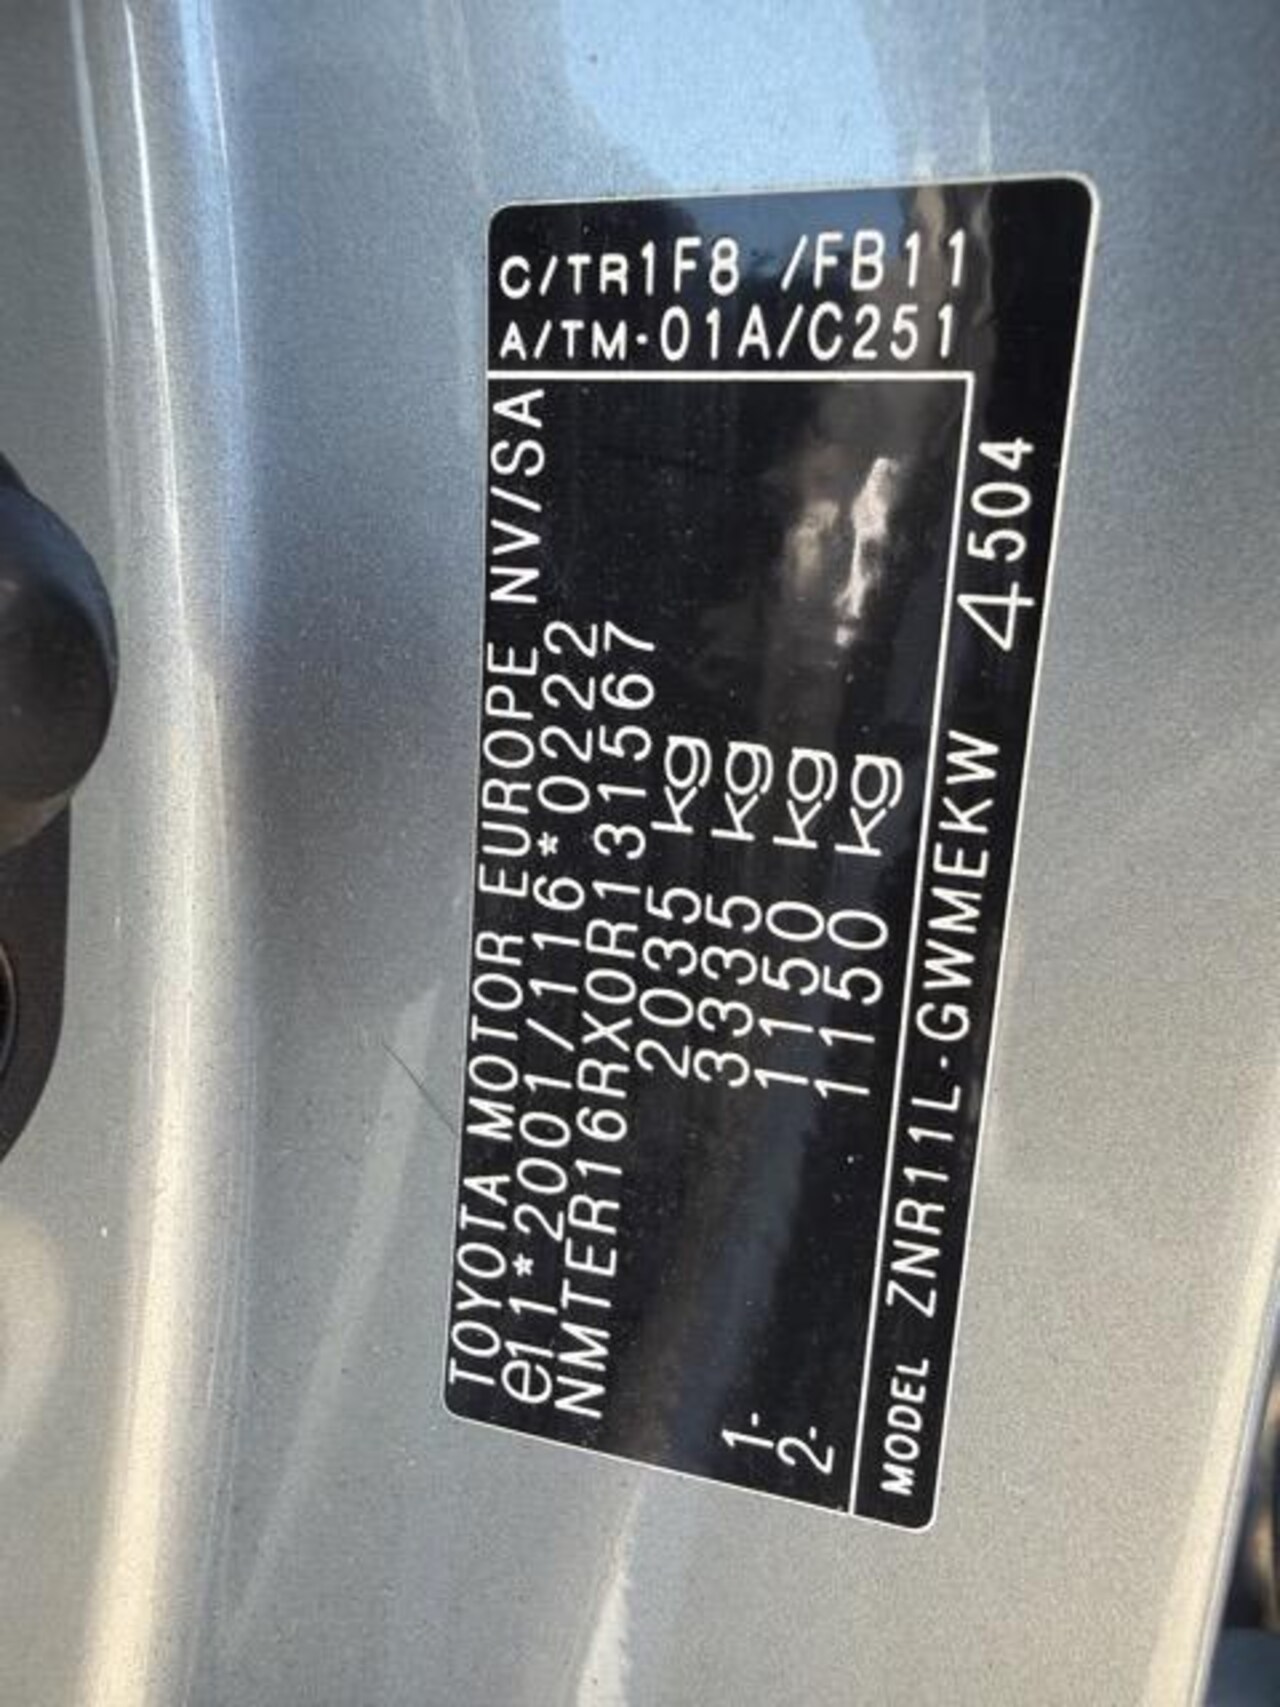 TOYOTA MOTOR EUROPE NV/SA
e11*2001/116*0222
NMTER16RX0R131567
2035 kg
3335 kg
1- 1150 kg
2- 1150 kg
MODEL ZNR11L-GWMEKW 4504
C/TR1F8 /FB11
A/TM-01A/C251